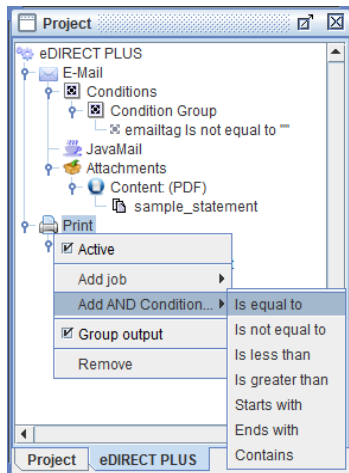 Project
eDIRECT PLUS
E-Mail
Conditions
Condition Group
emailtag Is not equal to ""
JavaMail
Attachments
Content: (PDF)
sample_statement
Print
Active
Add job
Add AND Condition...
Is equal to
Is not equal to
Is less than
Is greater than
Starts with
Ends with
Contains
Group output
Remove
Project
eDIRECT PLUS